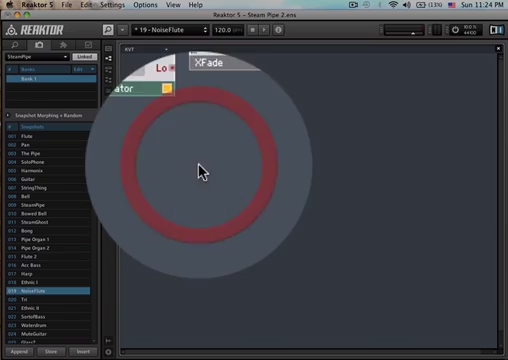 Reaktor 5 File Edit Settings Options View Help Sun 11:24 PM
Reaktor 5 – Steam Pipe 2.ens
REAKTOR * 19 - NoiseFlute 120.0
SteamPipe Linked
# Banks Edit
Bank 1
Snapshot Morphing + Random
# Snapshots
001 Flute
002 Pan
003 The Pipe
004 SoloPhone
005 Harmonix
006 Guitar
007 StringThing
008 Bell
009 SteamPipe
010 Bowed Bell
011 SteamGhost
012 Bong
013 Pipe Organ 1
014 Pipe Organ 2
015 Flute 2
016 Acc Bass
017 Harp
018 Ethnic I
019 NoiseFlute
020 Tri
021 Ethnic II
022 SortofBass
023 Waterdrum
024 MuteGuitar
Append Store Insert
Lo
XFade
ator